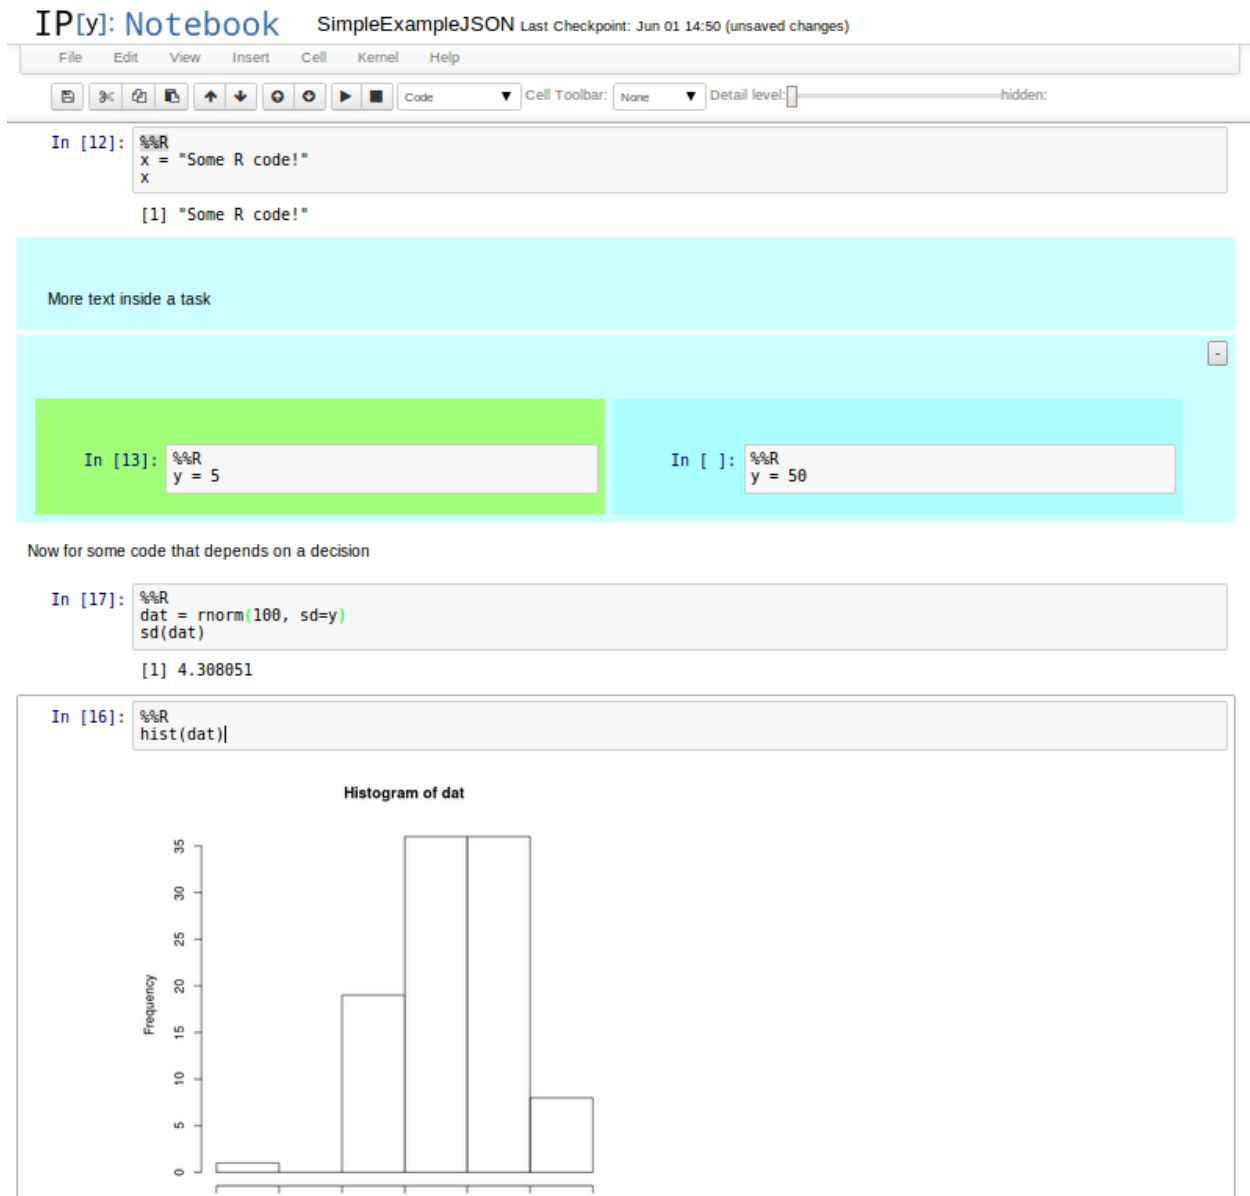 IP[y]: Notebook SimpleExampleJSON Last Checkpoint: Jun 01 14:50 (unsaved changes)
File Edit View Insert Cell Kernel Help
Code Cell Toolbar: None Detail level: hidden:
In [12]: %%R
x = "Some R code!"
x
[1] "Some R code!"
More text inside a task
-
In [13]: %%R
y = 5
In [ ]: %%R
y = 50
Now for some code that depends on a decision
In [17]: %%R
dat = rnorm(100, sd=y)
sd(dat)
[1] 4.308051
In [16]: %%R
hist(dat)
Histogram of dat
35
30
25
20
15
10
5
0
Frequency